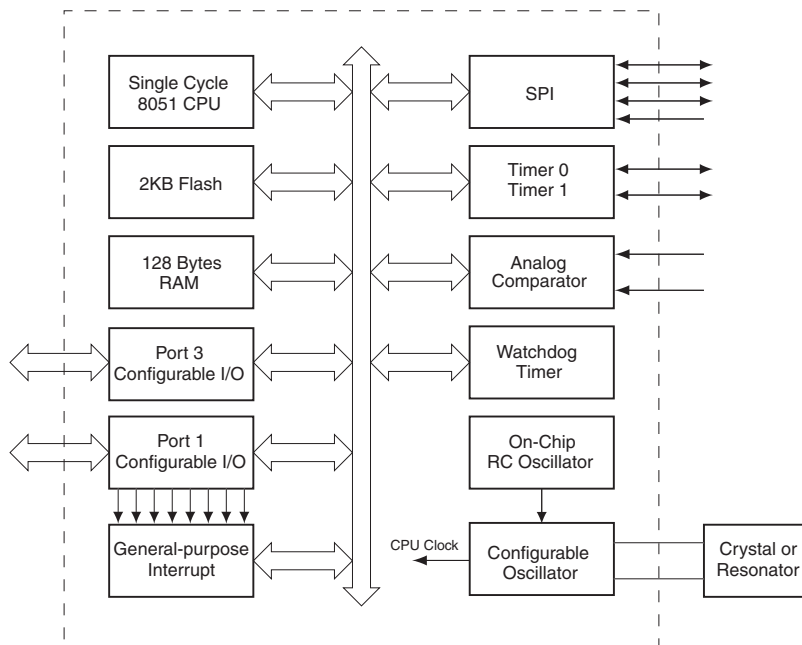 Single Cycle
8051 CPU
SPI
2KB Flash
Timer 0
Timer 1
128 Bytes
RAM
Analog
Comparator
Port 3
Configurable I/O
Watchdog
Timer
Port 1
Configurable I/O
On-Chip
RC Oscillator
General-purpose
Interrupt
CPU Clock
Configurable
Oscillator
Crystal or
Resonator